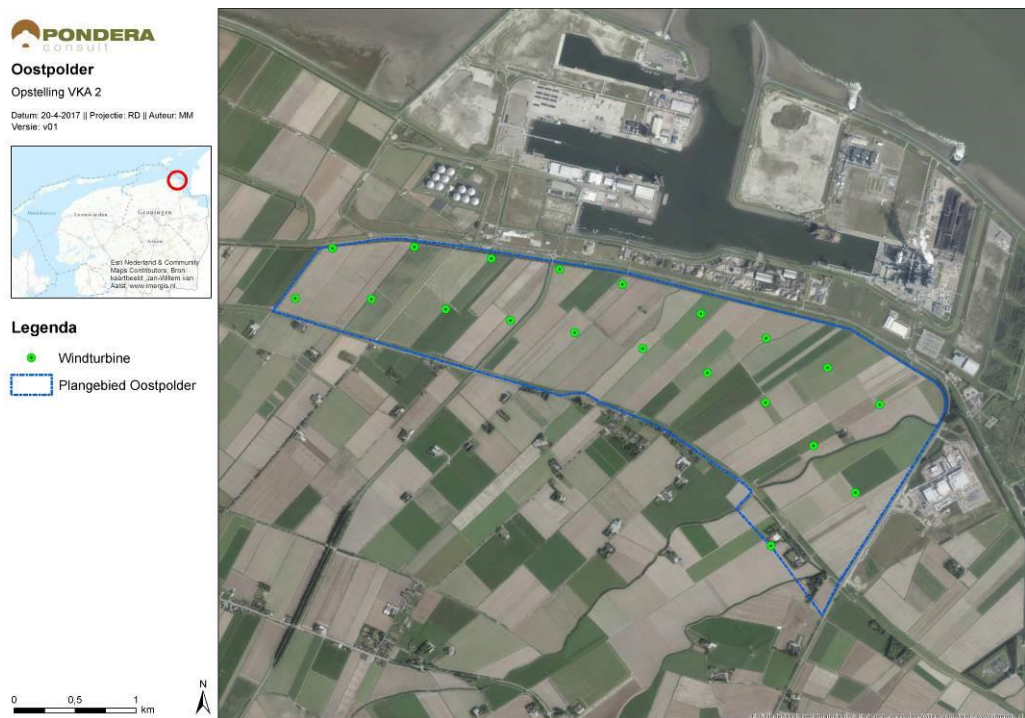 PONDERA
consult
Oostpolder
Opstelling VKA 2
Datum: 20-4-2017 || Projectie: RD || Auteur: MM
Versie: v01
Leeuwarden
Groningen
Assen
Esri Nederland & Community
Maps Contributors; Bron
kaartbeeld: Jan-Willem van
Aalst, www.imergis.nl,
Legenda
Windturbine
Plangebied Oostpolder
N
0 0,5 1
km